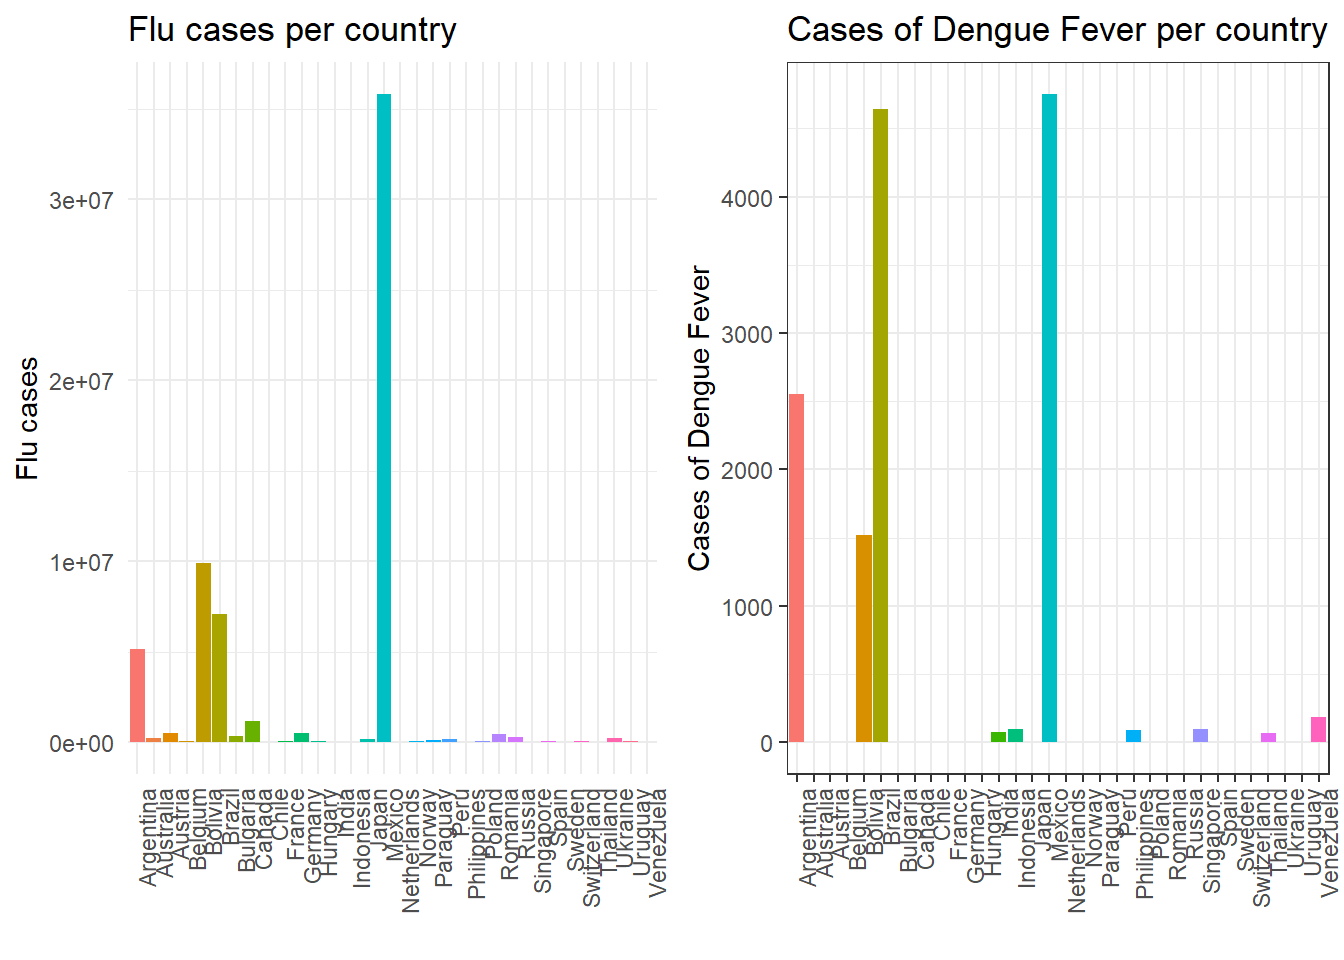 Flu cases per country
Flu cases
3e+07
2e+07
1e+07
0e+00
Argentina
Australia
Austria
Belgium
Bolivia
Brazil
Bulgaria
Canada
Chile
France
Germany
Hungary
India
Indonesia
Japan
Mexico
Netherlands
Norway
Paraguay
Peru
Philippines
Poland
Romania
Russia
Singapore
Spain
Sweden
Switzerland
Thailand
Ukraine
Uruguay
Venezuela
Cases of Dengue Fever per country
Cases of Dengue Fever
4000
3000
2000
1000
0
Argentina
Australia
Austria
Belgium
Bolivia
Brazil
Bulgaria
Canada
Chile
France
Germany
Hungary
India
Indonesia
Japan
Mexico
Netherlands
Norway
Paraguay
Peru
Philippines
Poland
Romania
Russia
Singapore
Spain
Sweden
Switzerland
Thailand
Ukraine
Uruguay
Venezuela